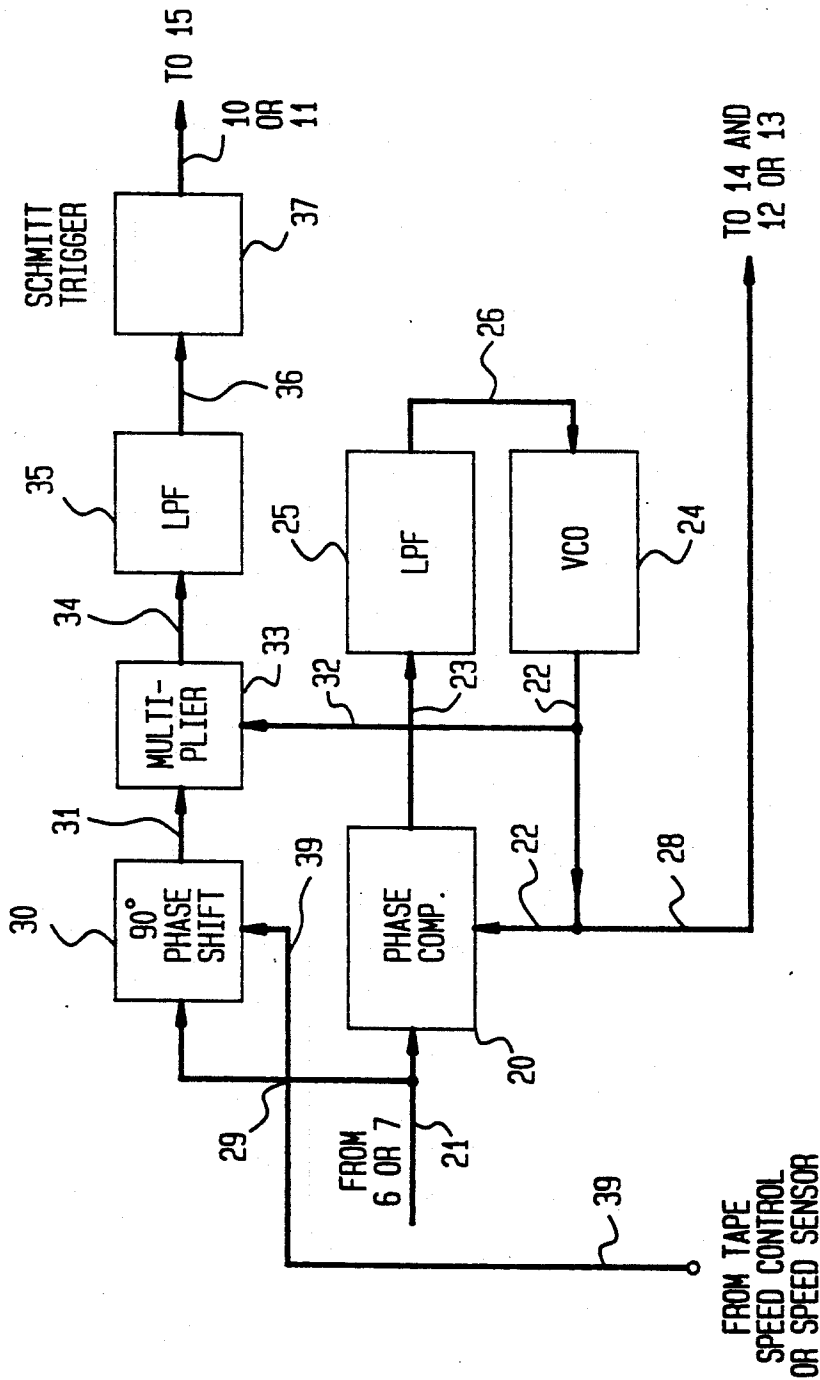 SCHMITT
TRIGGER
37
TO 15
10
OR
11
36
35
LPF
34
MULTI-
PLIER
33
31
30
90°
PHASE
SHIFT
39
32
29
FROM
6 OR 7
21
PHASE
COMP.
20
23
25
LPF
26
VCO
24
22
22
28
TO 14 AND
12 OR 13
39
FROM TAPE
SPEED CONTROL
OR SPEED SENSOR